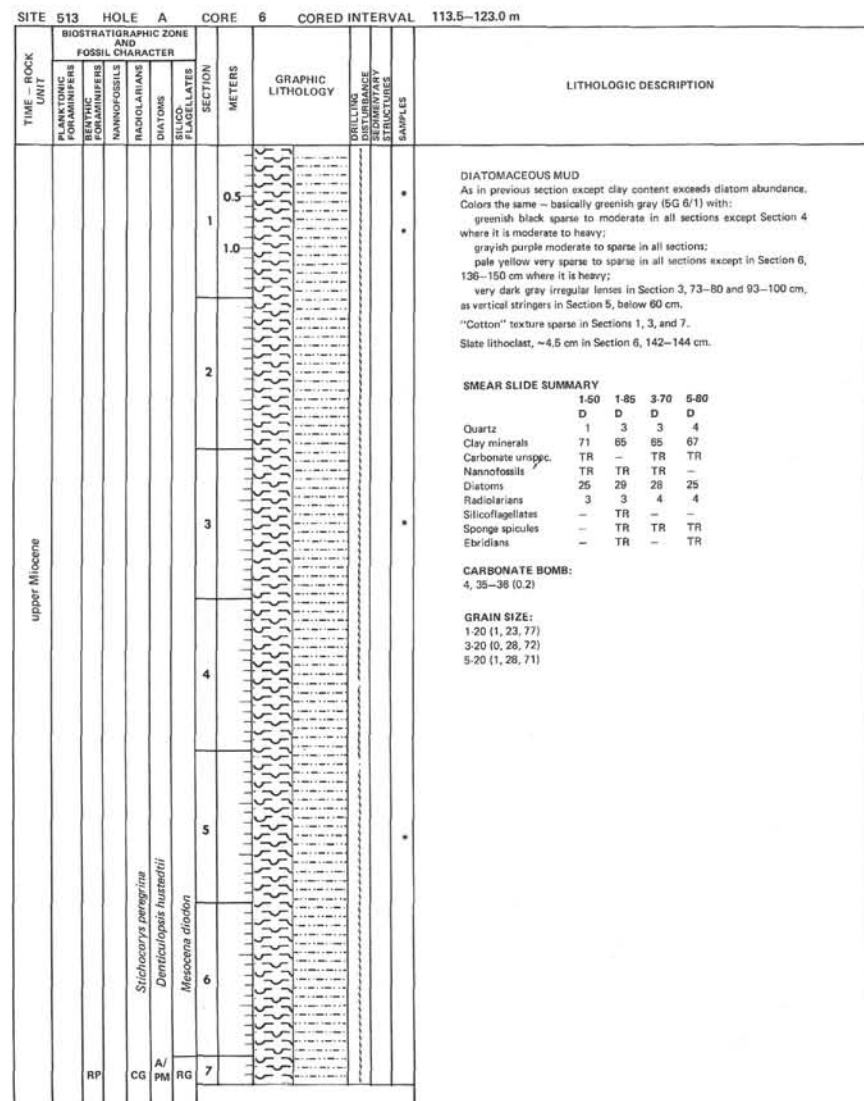 SITE 513 HOLE A CORE 6 CORED INTERVAL 113.5–123.0 m
TIME – ROCK UNIT
BIOSTRATIGRAPHIC ZONE
AND
FOSSIL CHARACTER
PLANKTONIC FORAMINIFERS
BENTHIC FORAMINIFERS
NANNOFOSSILS
RADIOLARIANS
DIATOMS
SILICO-FLAGELLATES
SECTION
METERS
GRAPHIC
LITHOLOGY
DRILLING DISTURBANCE
SEDIMENTARY STRUCTURES
SAMPLES
LITHOLOGIC DESCRIPTION
upper Miocene
Stichocorys peregrina
Denticulopsis hustedtii
Mesocena diodon
RP
CG
A/
PM
RG
1
0.5
1.0
2
3
4
5
6
7
*
*
*
*
DIATOMACEOUS MUD
As in previous section except clay content exceeds diatom abundance.
Colors the same – basically greenish gray (5G 6/1) with:
greenish black sparse to moderate in all sections except Section 4
where it is moderate to heavy;
grayish purple moderate to sparse in all sections;
pale yellow very sparse to sparse in all sections except in Section 6,
136–150 cm where it is heavy;
very dark gray irregular lenses in Section 3, 73–80 and 93–100 cm,
as vertical stringers in Section 5, below 60 cm.
"Cotton" texture sparse in Sections 1, 3, and 7.
Slate lithoclast, ~4.5 cm in Section 6, 142–144 cm.
SMEAR SLIDE SUMMARY
1-50 1-85 3-70 5-80
D D D D
Quartz 1 3 3 4
Clay minerals 71 65 65 67
Carbonate unspec. TR – TR TR
Nannofossils TR TR TR –
Diatoms 25 29 28 25
Radiolarians 3 3 4 4
Silicoflagellates – TR – –
Sponge spicules – TR TR TR
Ebridians – TR – TR
CARBONATE BOMB:
4, 35–36 (0.2)
GRAIN SIZE:
1-20 (1, 23, 77)
3-20 (0, 28, 72)
5-20 (1, 28, 71)